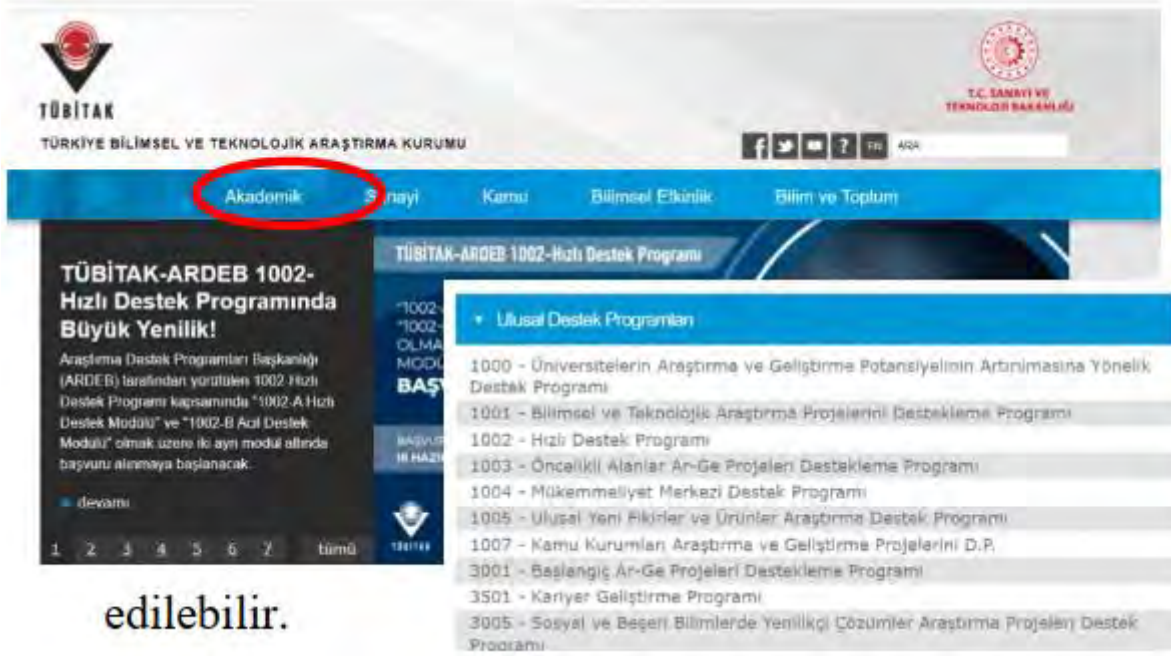 TÜBİTAK
T.C. SANAYİ VE
TEKNOLOJİ BAKANLIĞI
TÜRKİYE BİLİMSEL VE TEKNOLOJİK ARAŞTIRMA KURUMU
f ? EN ARA
Akademik Sanayi Kamu Bilimsel Etkinlik Bilim ve Toplum
TÜBİTAK-ARDEB 1002-
Hızlı Destek Programında
Büyük Yenilik!
Araştırma Destek Programları Başkanlığı
(ARDEB) tarafından yürütülen 1002 Hızlı
Destek Programı kapsamında "1002-A Hızlı
Destek Modülü" ve "1002-B Acil Destek
Modülü" olmak üzere iki ayrı modül altında
başvuru alınmaya başlanacak.
devamı
1 2 3 4 5 6 7 tümü
TÜBİTAK-ARDEB 1002-Hızlı Destek Programı
"1002-
"1002-
OLMA
MODÜ
BAŞV
BAŞVUR
TÜBİTAK
Ulusal Destek Programları
1000 - Üniversitelerin Araştırma ve Geliştirme Potansiyelinin Artırılmasına Yönelik
Destek Programı
1001 - Bilimsel ve Teknolojik Araştırma Projelerini Destekleme Programı
1002 - Hızlı Destek Programı
1003 - Öncelikli Alanlar Ar-Ge Projeleri Destekleme Programı
1004 - Mükemmeliyet Merkezi Destek Programı
1005 - Ulusal Yeni Fikirler ve Ürünler Araştırma Destek Programı
1007 - Kamu Kurumları Araştırma ve Geliştirme Projelerini D.P.
3001 - Başlangıç Ar-Ge Projeleri Destekleme Programı
3501 - Kariyer Geliştirme Programı
3005 - Sosyal ve Beşeri Bilimlerde Yenilikçi Çözümler Araştırma Projeleri Destek
Programı
edilebilir.